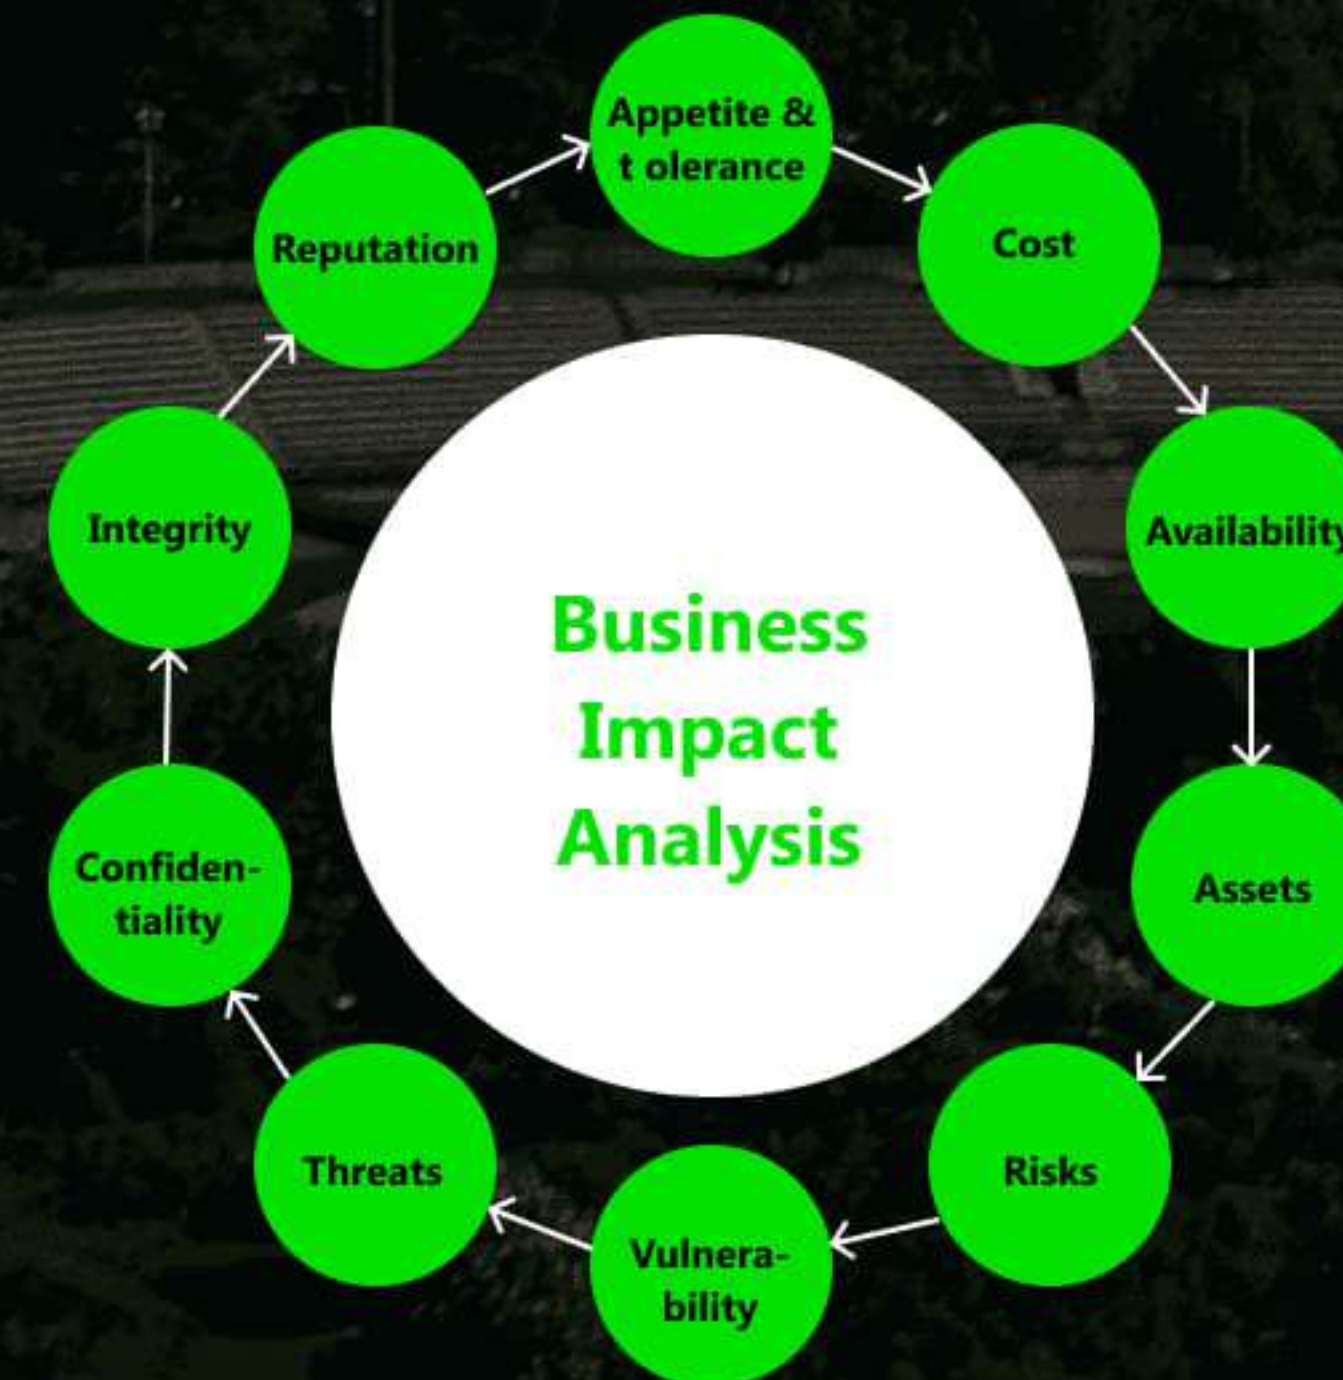 Appetite &
t olerance
Cost
Availability
Assets
Risks
Vulnera-
bility
Threats
Confiden-
tiality
Integrity
Reputation
Business
Impact
Analysis